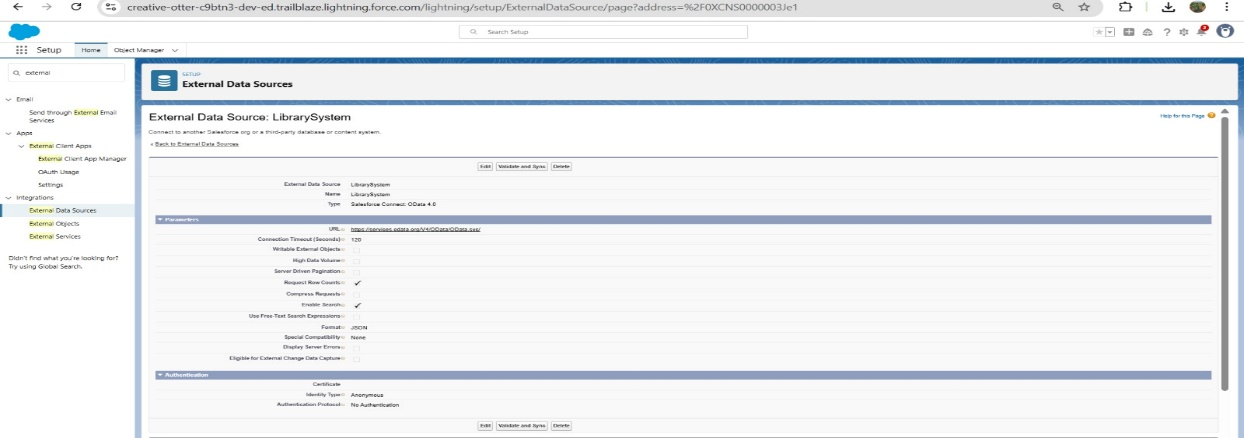 creative-otter-c9btn3-dev-ed.trailblaze.lightning.force.com/lightning/setup/ExternalDataSource/page?address=%2F0XCNS0000003Je1
Search Setup
Setup Home Object Manager
external
SETUP
External Data Sources
Email
Send through External Email
Services
Apps
External Client Apps
External Client App Manager
OAuth Usage
Settings
Integrations
External Data Sources
External Objects
External Services
Didn't find what you're looking for?
Try using Global Search.
External Data Source: LibrarySystem
Help for this Page
Connect to another Salesforce org or a third-party database or content system.
« Back to External Data Sources
Edit Validate and Sync Delete
External Data Source LibrarySystem
Name LibrarySystem
Type Salesforce Connect: OData 4.0
Parameters
URL https://services.odata.org/V4/OData/OData.svc/
Connection Timeout (Seconds) 120
Writable External Objects
High Data Volume
Server Driven Pagination
Request Row Counts ✓
Compress Requests
Enable Search ✓
Use Free-Text Search Expressions
Format JSON
Special Compatibility None
Display Server Errors
Eligible for External Change Data Capture
Authentication
Certificate
Identity Type Anonymous
Authentication Protocol No Authentication
Edit Validate and Sync Delete